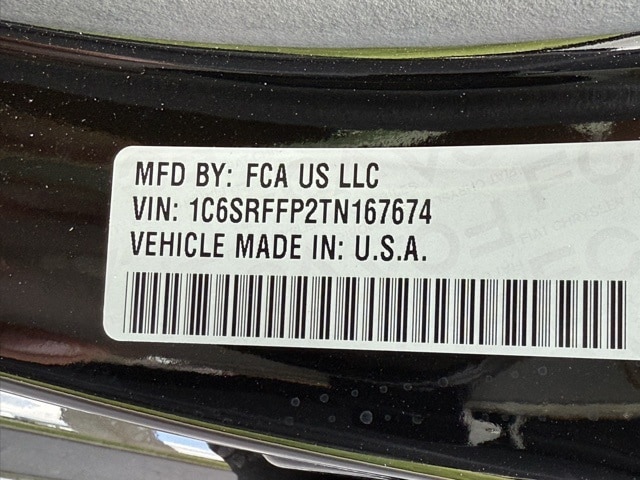 MFD BY: FCA US LLC
VIN: 1C6SRFFP2TN167674
VEHICLE MADE IN: U.S.A.